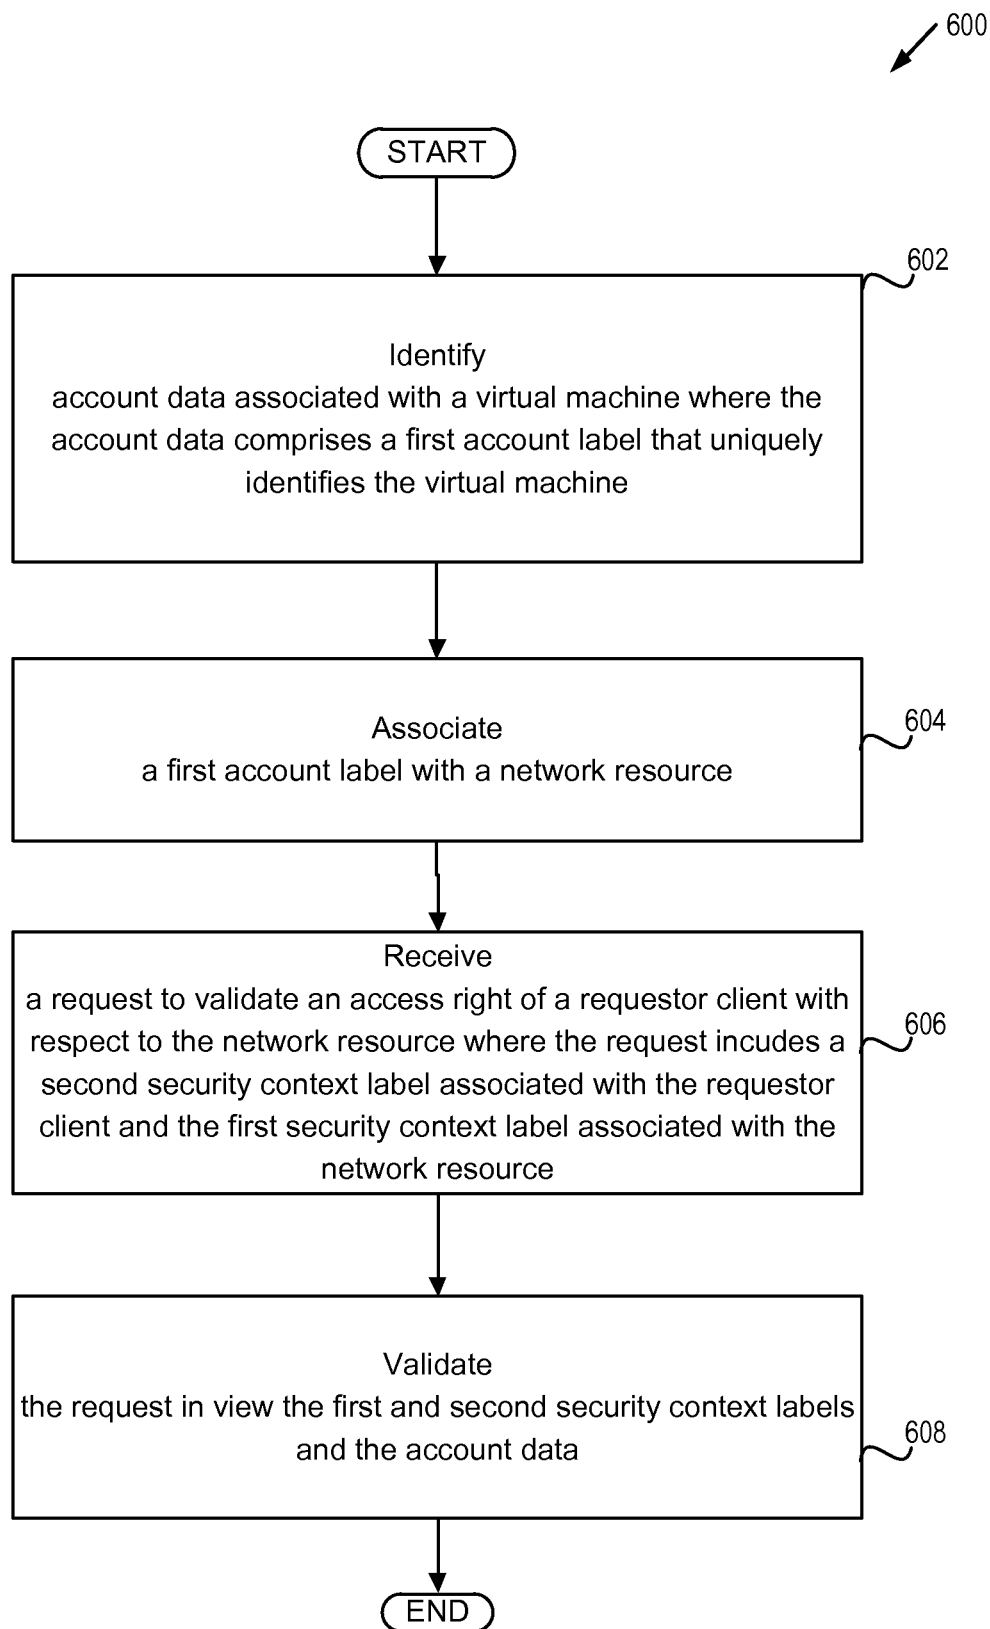 600
START
602
Identify
account data associated with a virtual machine where the
account data comprises a first account label that uniquely
identifies the virtual machine
604
Associate
a first account label with a network resource
Receive
a request to validate an access right of a requestor client with
respect to the network resource where the request incudes a
second security context label associated with the requestor
client and the first security context label associated with the
network resource
606
Validate
the request in view the first and second security context labels
and the account data
608
END